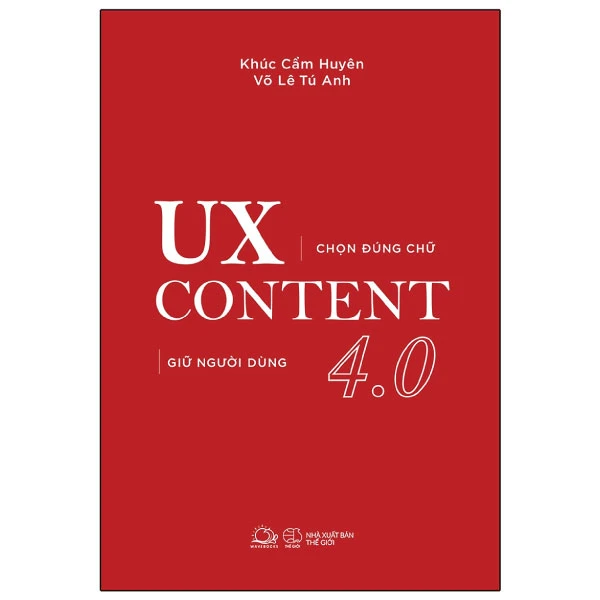 Khúc Cẩm Huyên
Võ Lê Tú Anh
UX
CHỌN ĐÚNG CHỮ
CONTENT
GIỮ NGƯỜI DÙNG
4.0
WAVEBOOKS
THẾ GIỚI
NHÀ XUẤT BẢN
THẾ GIỚI